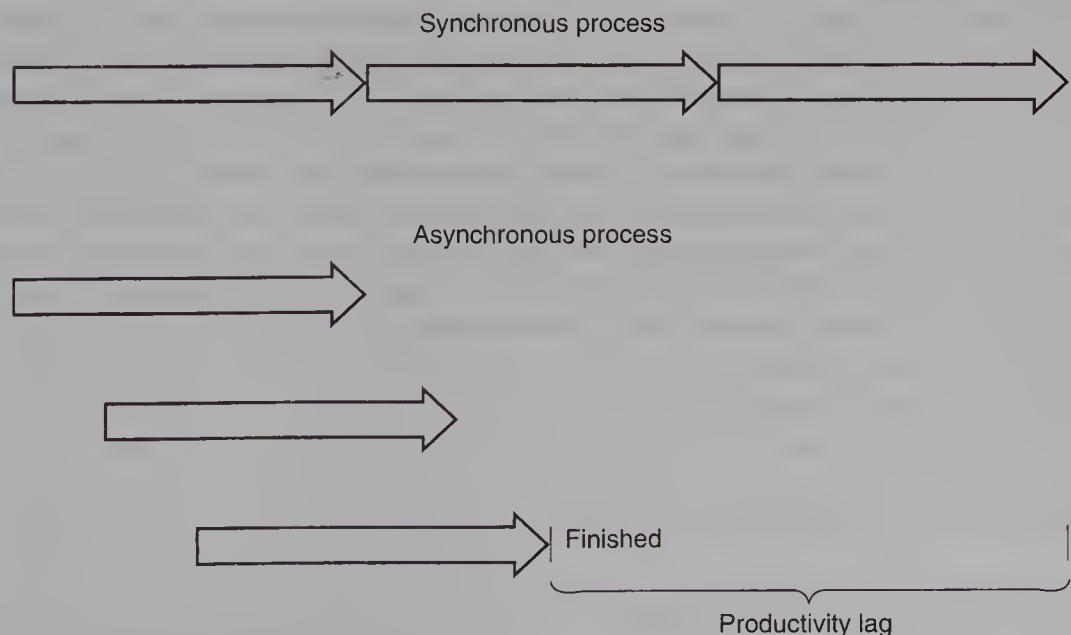 Synchronous process
Asynchronous process
Finished
Productivity lag